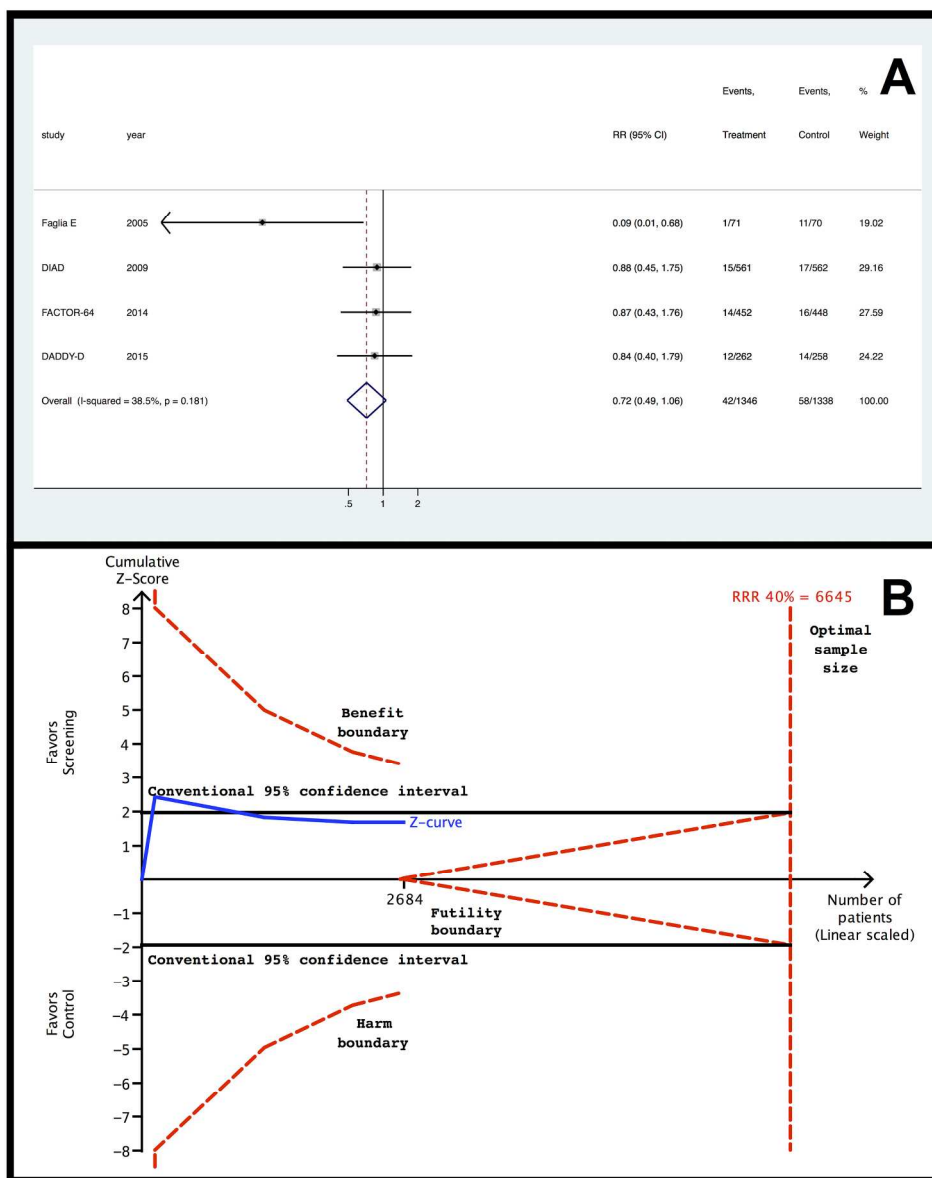 A
Events, Events, %
study year RR (95% CI) Treatment Control Weight
Faglia E 2005 0.09 (0.01, 0.68) 1/71 11/70 19.02
DIAD 2009 0.88 (0.45, 1.75) 15/561 17/562 29.16
FACTOR-64 2014 0.87 (0.43, 1.76) 14/452 16/448 27.59
DADDY-D 2015 0.84 (0.40, 1.79) 12/262 14/258 24.22
Overall (I-squared = 38.5%, p = 0.181) 0.72 (0.49, 1.06) 42/1346 58/1338 100.00
.5 1 2
B
Cumulative
Z-Score
RRR 40% = 6645
Optimal
sample
size
8
7
6
5
4
3
2
1
-1
-2
-3
-4
-5
-6
-7
-8
Favors
Screening
Benefit
boundary
Conventional 95% confidence interval
Z-curve
2684
Number of
patients
(Linear scaled)
Futility
boundary
Conventional 95% confidence interval
Favors
Control
Harm
boundary